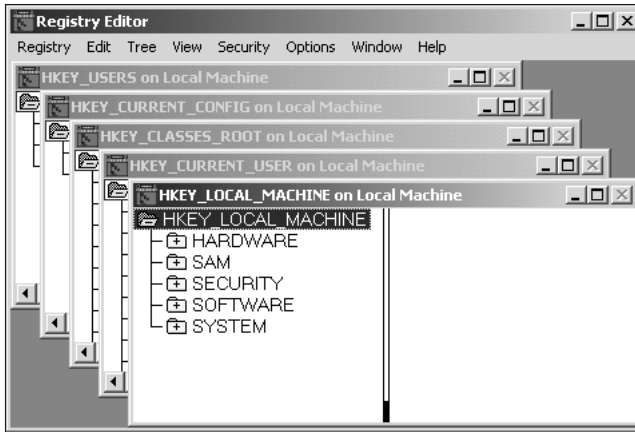 Registry Editor
Registry Edit Tree View Security Options Window Help
HKEY_USERS on Local Machine
HKEY_CURRENT_CONFIG on Local Machine
HKEY_CLASSES_ROOT on Local Machine
HKEY_CURRENT_USER on Local Machine
HKEY_LOCAL_MACHINE on Local Machine
HKEY_LOCAL_MACHINE
HARDWARE
SAM
SECURITY
SOFTWARE
SYSTEM